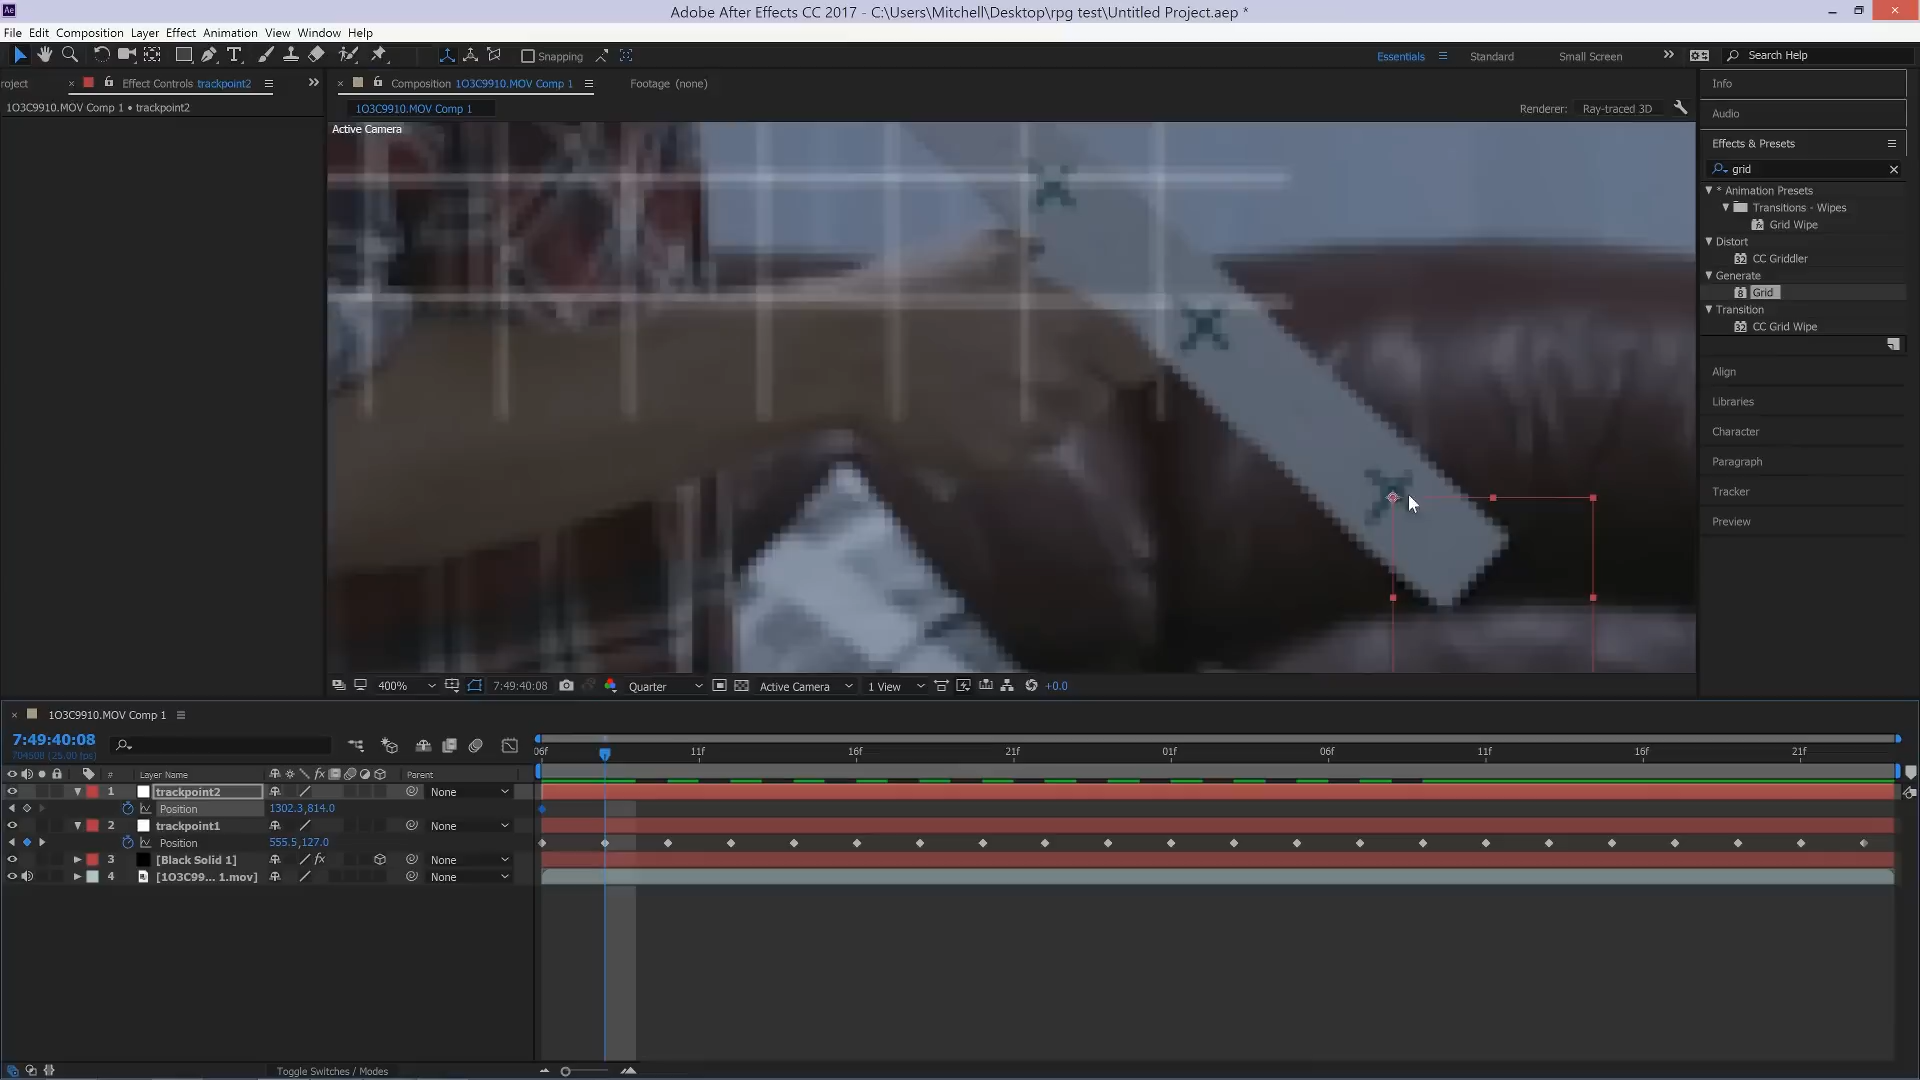 Adobe After Effects CC 2017 - C:\Users\Mitchell\Desktop\rpg test\Untitled Project.aep *
File Edit Composition Layer Effect Animation View Window Help
Snapping
Essentials
Standard
Small Screen
Search Help
roject
Effect Controls trackpoint2
Composition 1O3C9910.MOV Comp 1
Footage (none)
Info
1O3C9910.MOV Comp 1 • trackpoint2
1O3C9910.MOV Comp 1
Renderer: Ray-traced 3D
Audio
Active Camera
Effects & Presets
grid
* Animation Presets
Transitions - Wipes
Grid Wipe
Distort
CC Griddler
Generate
Grid
Transition
CC Grid Wipe
Align
Libraries
Character
Paragraph
Tracker
Preview
400%
7:49:40:08
Quarter
Active Camera
1 View
+0.0
1O3C9910.MOV Comp 1
7:49:40:08
704508 (25.00 fps)
06f 11f 16f 21f 01f 06f 11f 16f 21f
# Layer Name Parent
1 trackpoint2 None
Position 1302.3,814.0
2 trackpoint1 None
Position 555.5,127.0
3 [Black Solid 1] None
4 [1O3C99... 1.mov] None
Toggle Switches / Modes